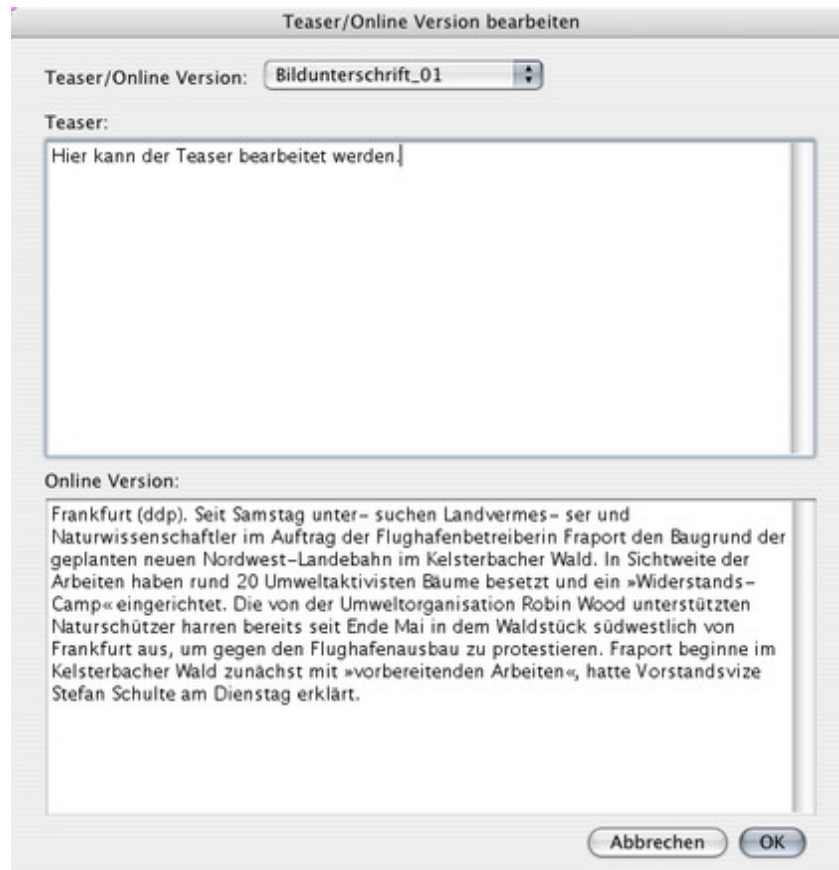 Teaser/Online Version bearbeiten
Teaser/Online Version: Bildunterschrift_01
Teaser:
Hier kann der Teaser bearbeitet werden.
Online Version:
Frankfurt (ddp). Seit Samstag unter– suchen Landvermes– ser und
Naturwissenschaftler im Auftrag der Flughafenbetreiberin Fraport den Baugrund der
geplanten neuen Nordwest–Landebahn im Kelsterbacher Wald. In Sichtweite der
Arbeiten haben rund 20 Umweltaktivisten Bäume besetzt und ein »Widerstands–
Camp« eingerichtet. Die von der Umweltorganisation Robin Wood unterstützten
Naturschützer harren bereits seit Ende Mai in dem Waldstück südwestlich von
Frankfurt aus, um gegen den Flughafenausbau zu protestieren. Fraport beginne im
Kelsterbacher Wald zunächst mit »vorbereitenden Arbeiten«, hatte Vorstandsvize
Stefan Schulte am Dienstag erklärt.
Abbrechen OK